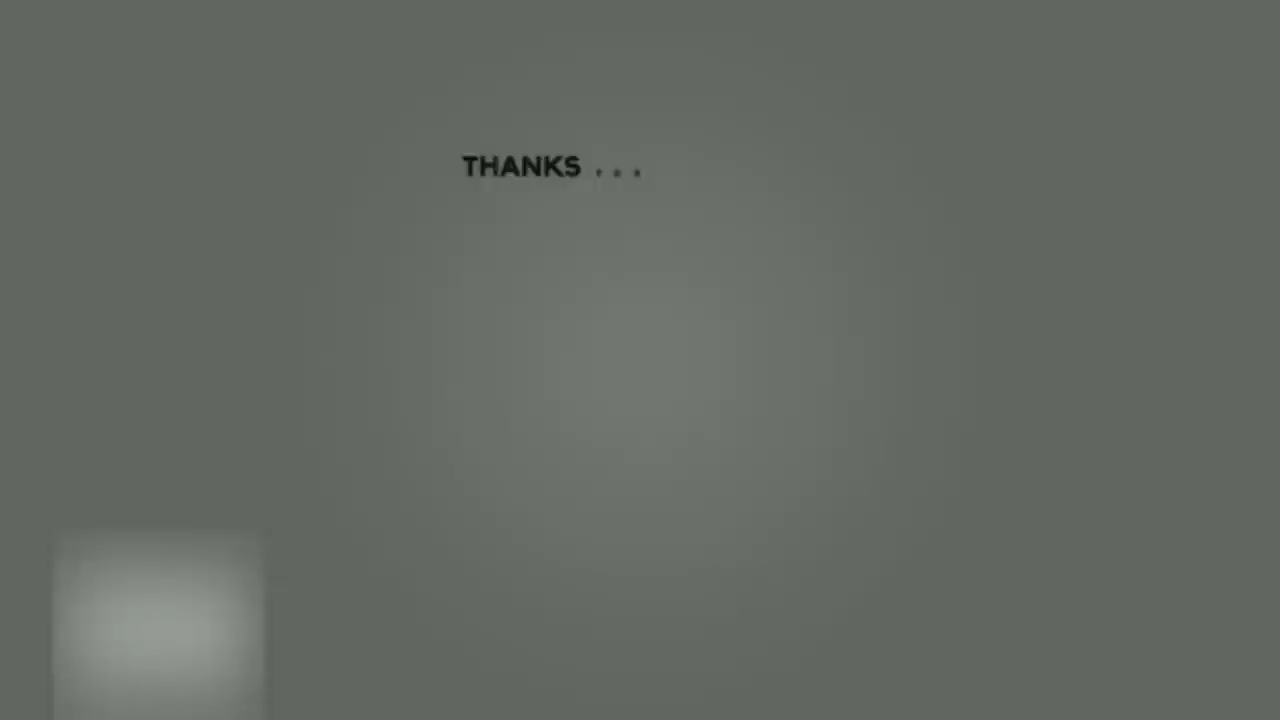 THANKS . . .